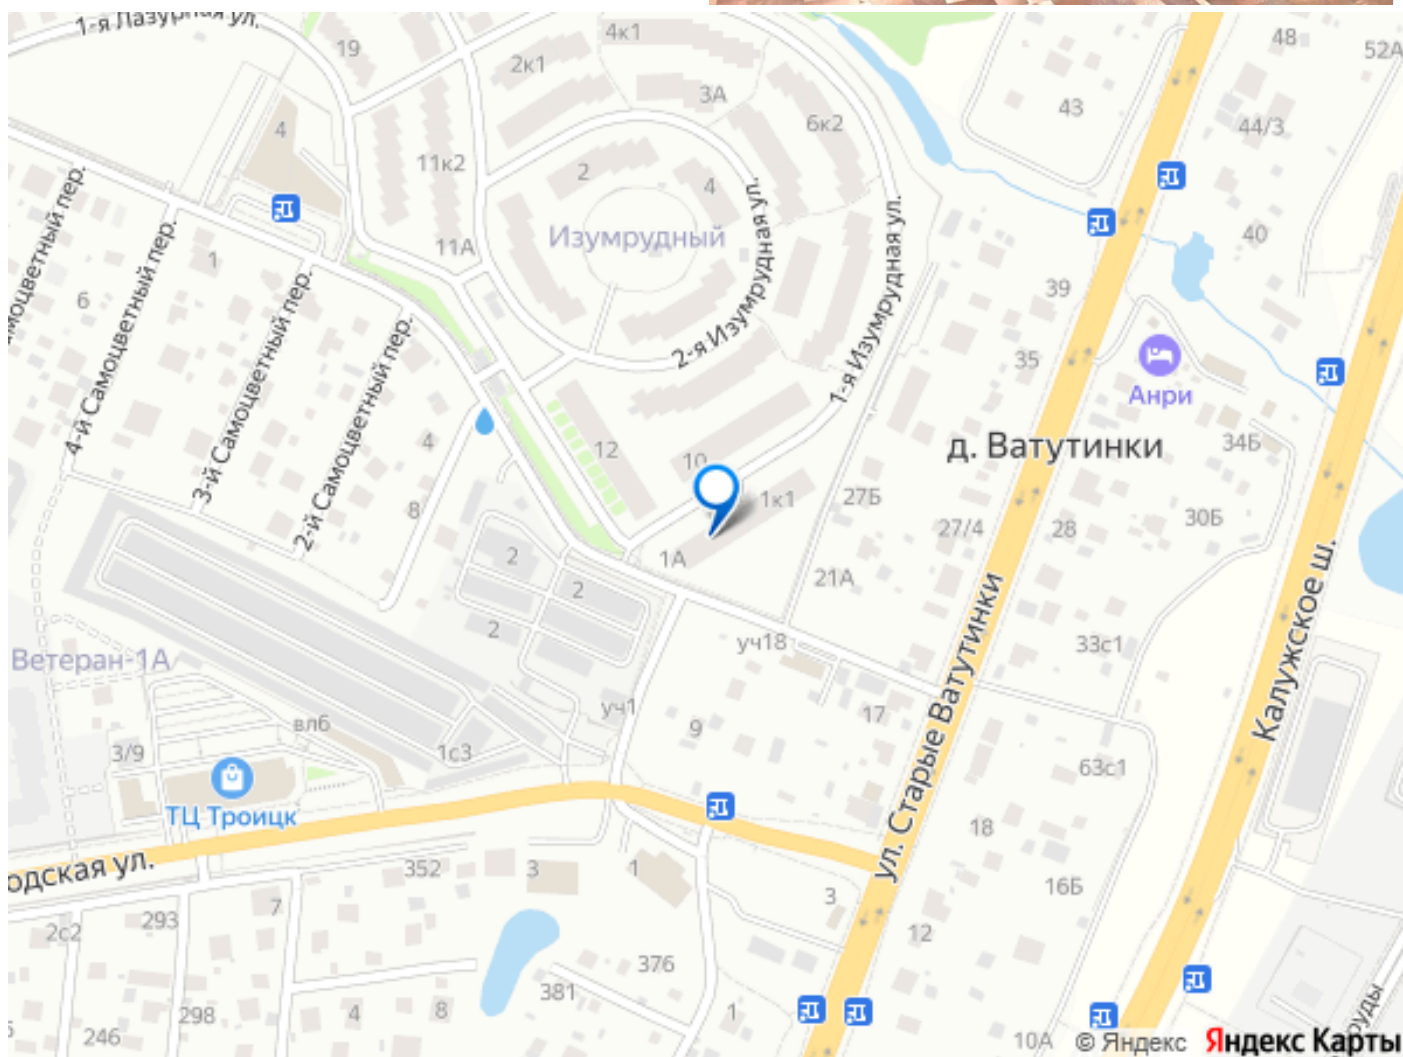 1-я Лазурная ул.
19
4к1
48
52А
2к1
3А
43
6к2
44/3
4
11к2
2
4
Самоцветный пер.
4-й Самоцветный пер.
3-й Самоцветный пер.
2-й Самоцветный пер.
1
6
11А
Изумрудный
2-я Изумрудная ул.
1-я Изумрудная ул.
40
39
35
Анри
д. Ватутинки
34Б
4
8
12
10
1к1
1А
27Б
27/4
28
30Б
21А
2
2
2
уч18
33с1
ул. Старые Ватутинки
Калужское ш.
Ветеран-1А
вл6
уч1
9
17
3/9
1с3
63с1
ТЦ Троицк
18
352
3
1
3
16Б
7
293
2с2
12
376
381
4
8
298
246
1
10А
© Яндекс
Яндекс Карты